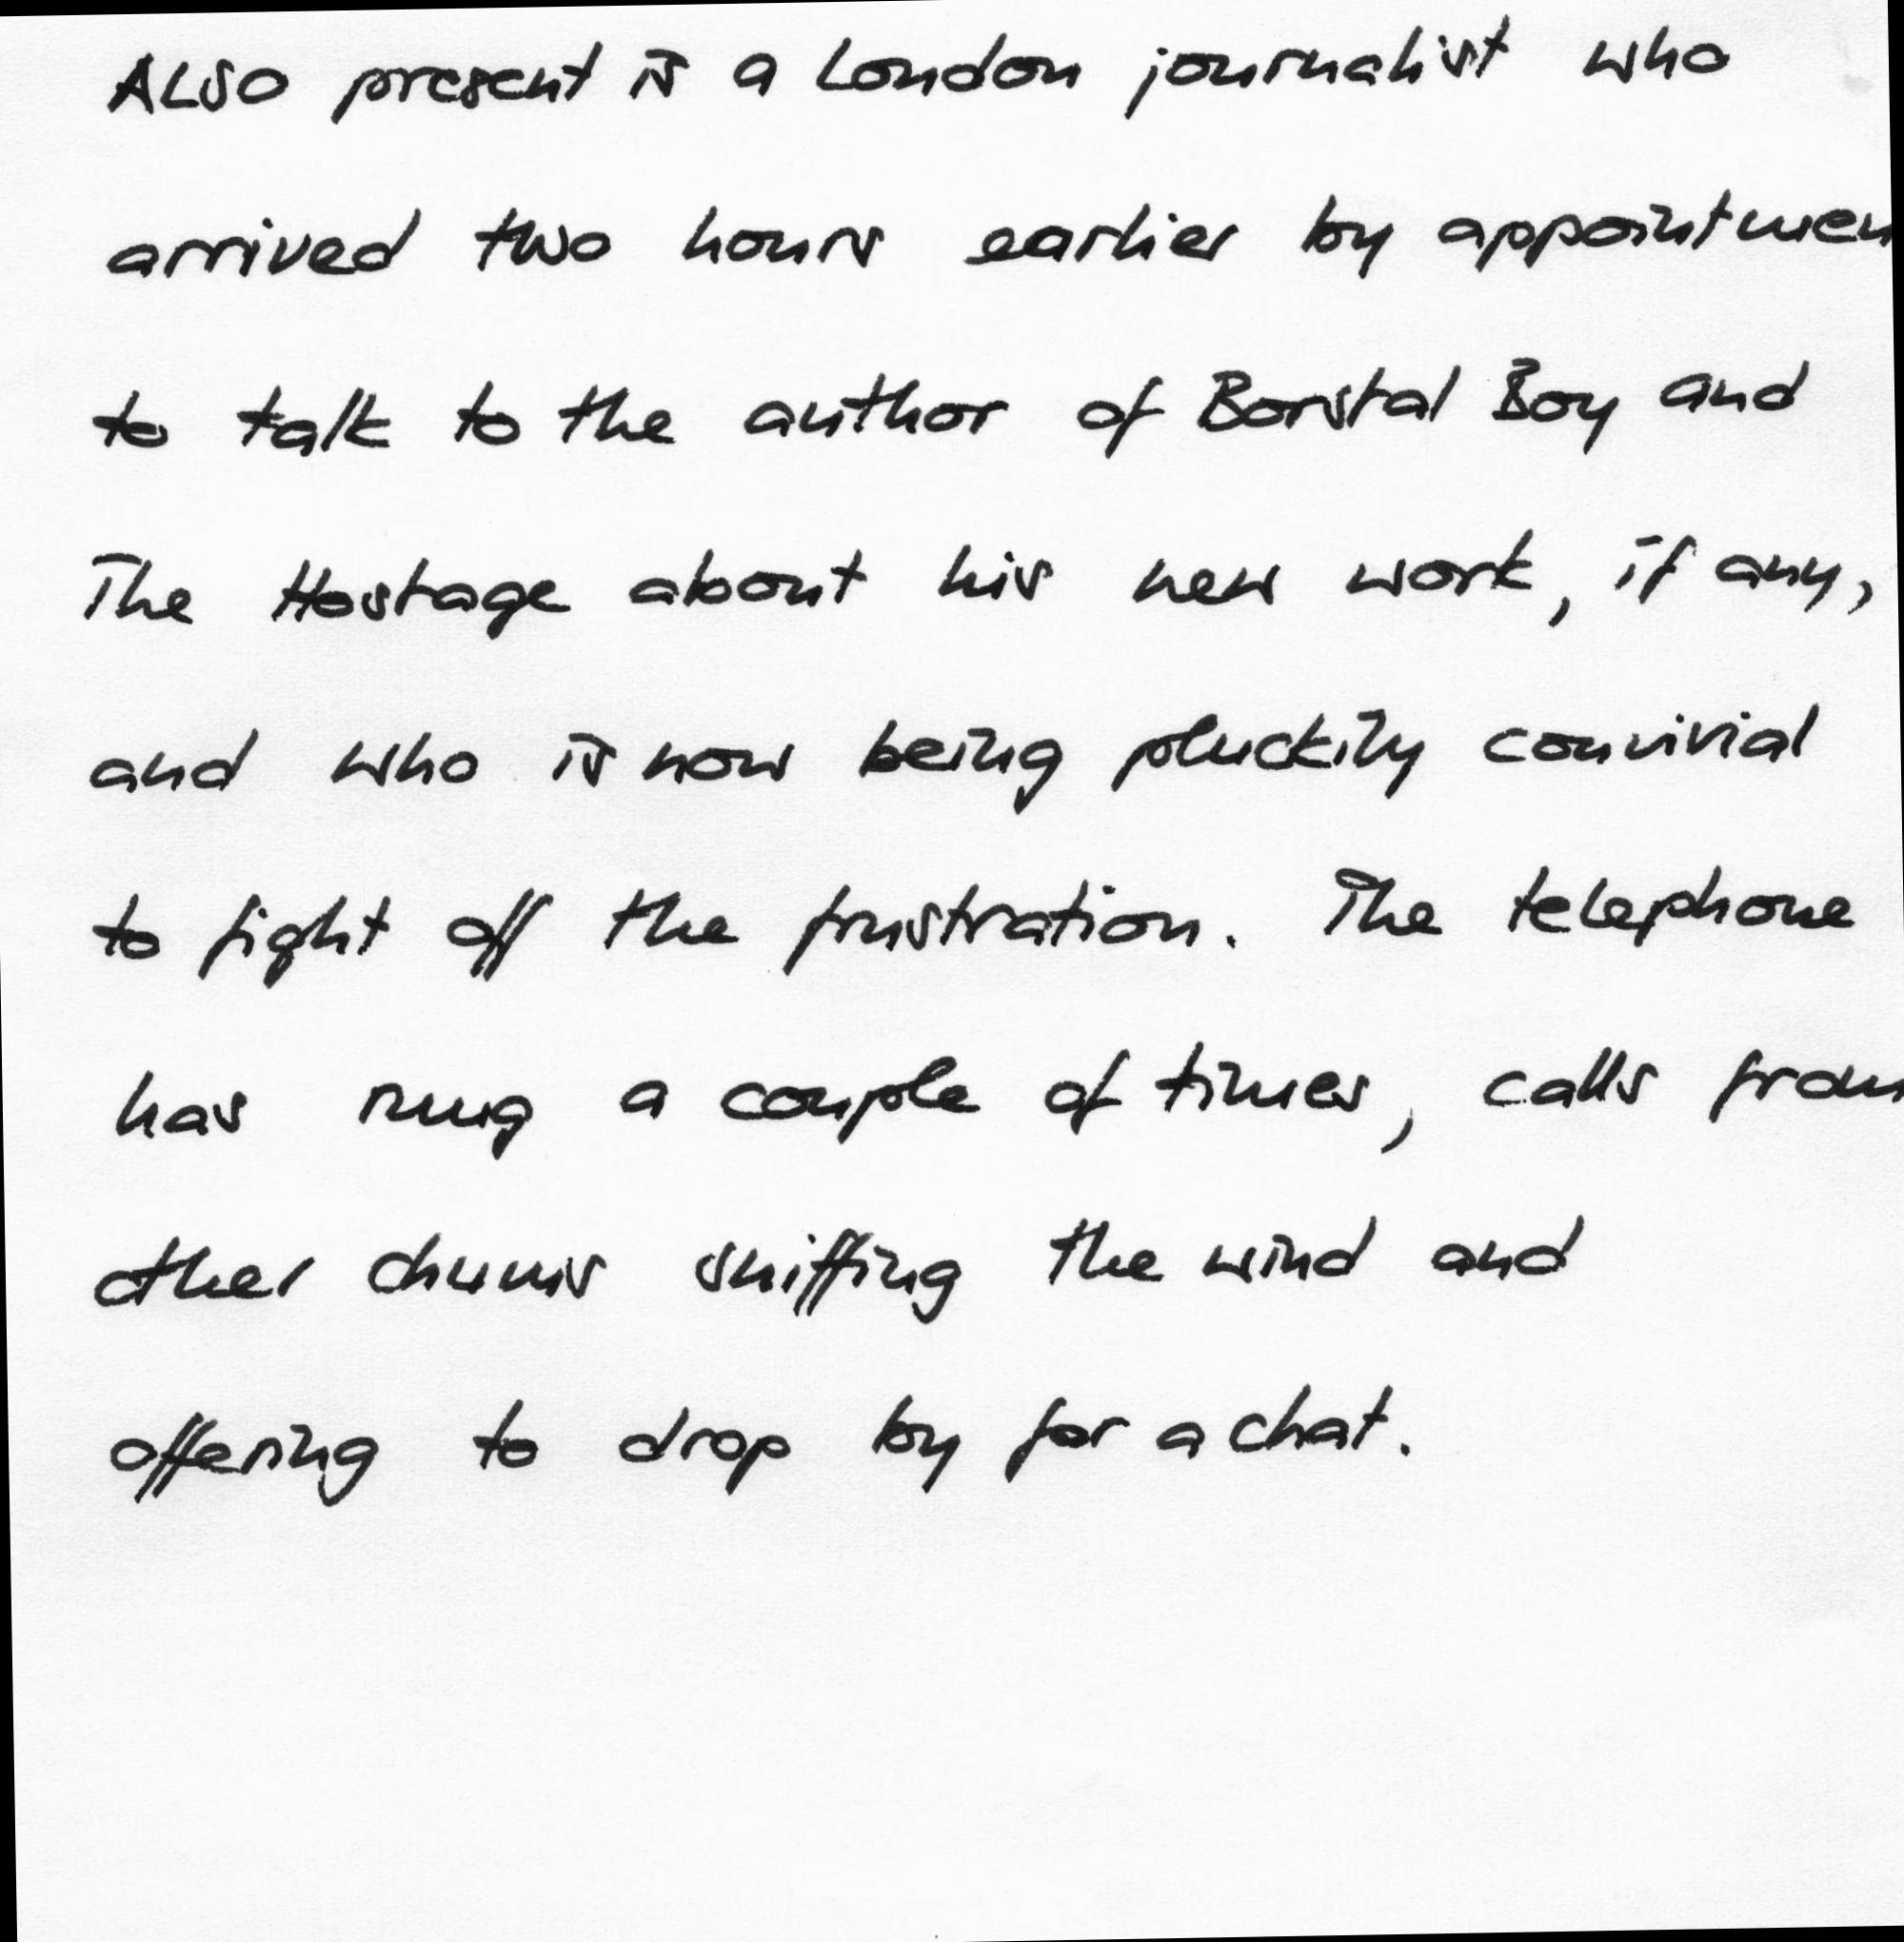 ALSO present is a London journalist who
arrived two hours earlier by appointmen
to talk to the author of Borstal Boy and
The Hostage about his new work, if any,
and who is now being pluckily convivial
to fight off the frustration. The telephone
has rung a couple of times, calls from
other chums sniffing the wind and
offering to drop by for a chat.